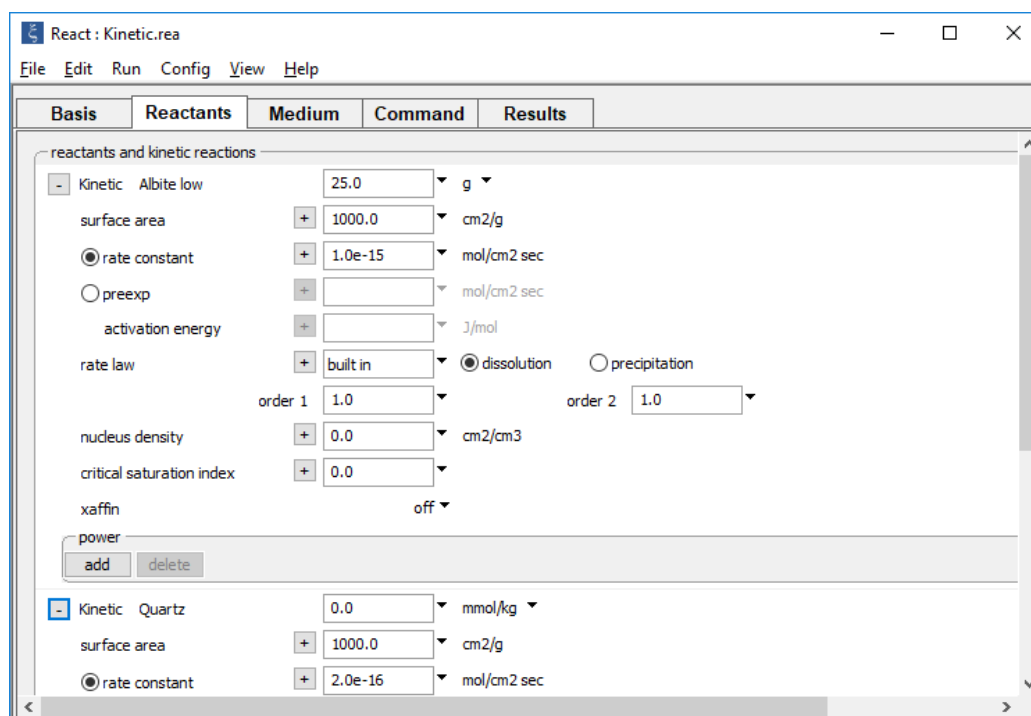 ξ React : Kinetic.rea
File Edit Run Config View Help
Basis Reactants Medium Command Results
reactants and kinetic reactions
- Kinetic Albite low 25.0 g
surface area + 1000.0 cm2/g
rate constant + 1.0e-15 mol/cm2 sec
preexp + mol/cm2 sec
activation energy + J/mol
rate law + built in dissolution precipitation
order 1 1.0 order 2 1.0
nucleus density + 0.0 cm2/cm3
critical saturation index + 0.0
xaffin off
power
add delete
- Kinetic Quartz 0.0 mmol/kg
surface area + 1000.0 cm2/g
rate constant + 2.0e-16 mol/cm2 sec